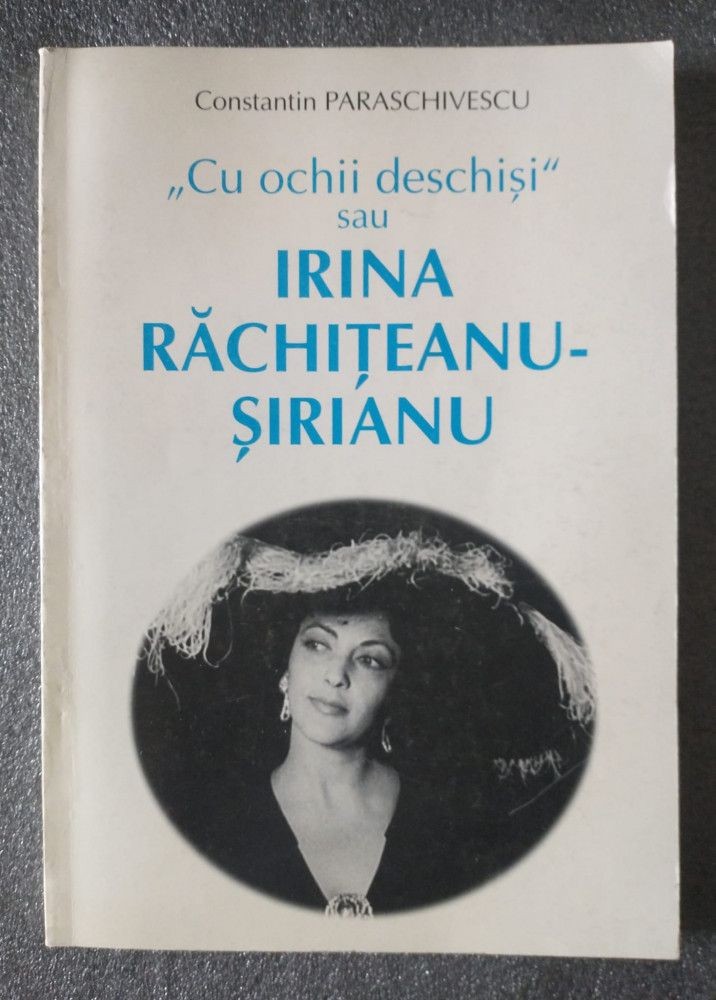 Constantin PARASCHIVESCU
„Cu ochii deschiși“
sau
IRINA
RĂCHIȚEANU-
ȘIRIANU